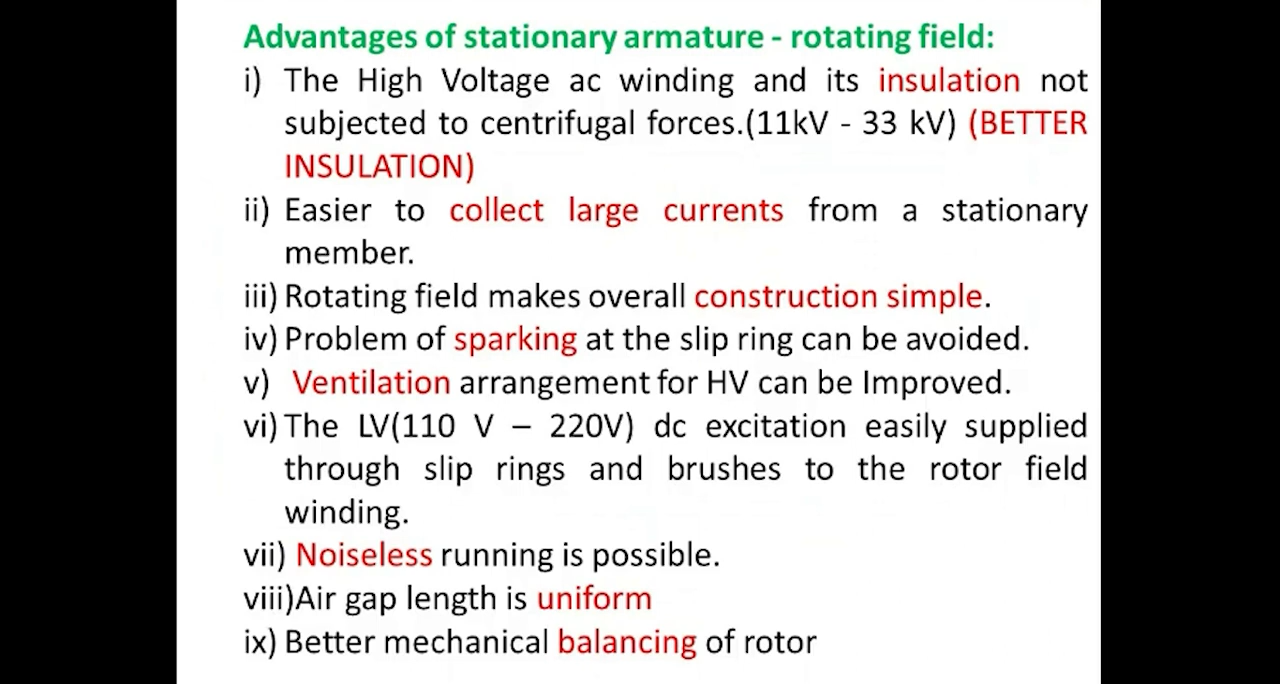 Advantages of stationary armature - rotating field:
i) The High Voltage ac winding and its insulation not
subjected to centrifugal forces.(11kV - 33 kV) (BETTER
INSULATION)
ii) Easier to collect large currents from a stationary
member.
iii) Rotating field makes overall construction simple.
iv) Problem of sparking at the slip ring can be avoided.
v) Ventilation arrangement for HV can be Improved.
vi) The LV(110 V – 220V) dc excitation easily supplied
through slip rings and brushes to the rotor field
winding.
vii) Noiseless running is possible.
viii)Air gap length is uniform
ix) Better mechanical balancing of rotor